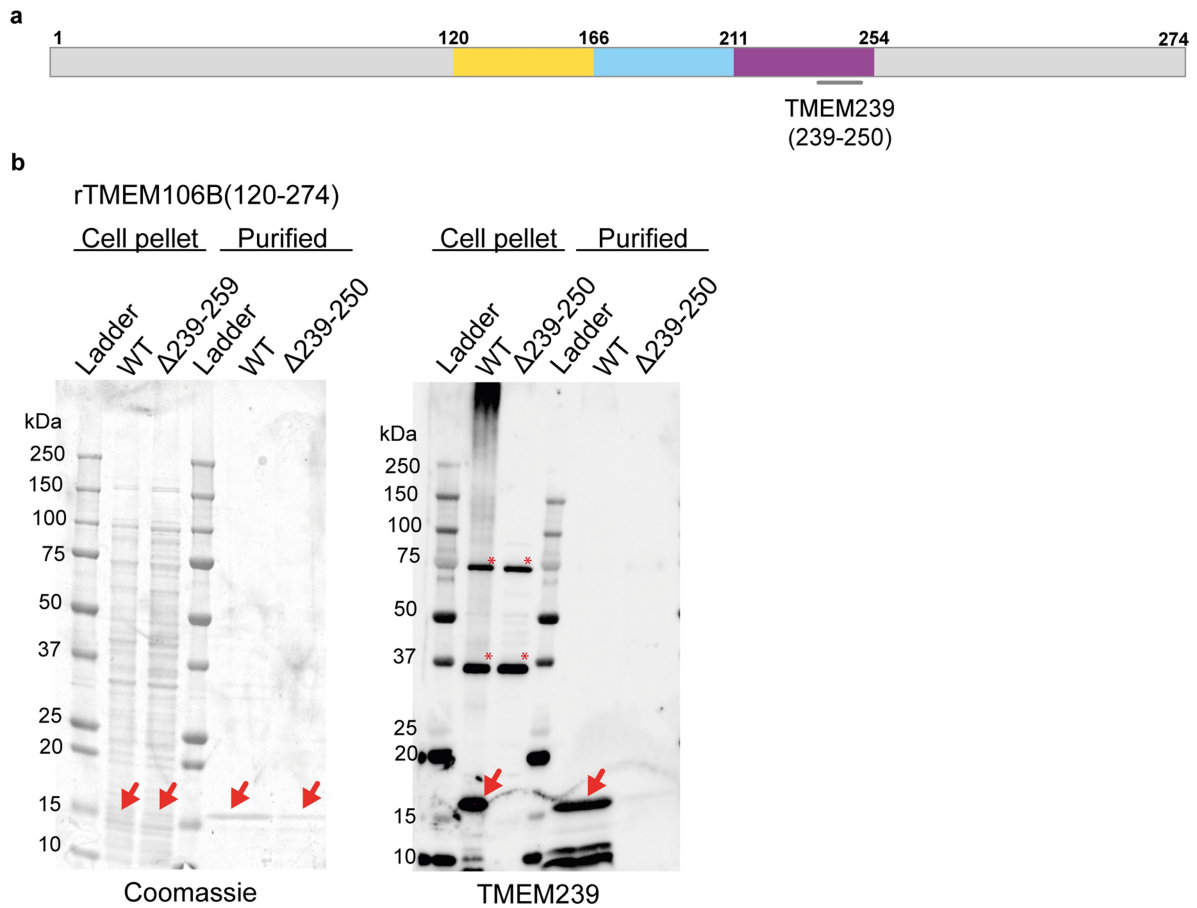 a
1 120 166 211 254 274
TMEM239
(239-250)
b
rTMEM106B(120-274)
Cell pellet Purified Cell pellet Purified
Ladder WT Δ239-259 Ladder WT Δ239-250 Ladder WT Δ239-250 Ladder WT Δ239-250
kDa
250
150
100
75
50
37
25
20
15
10
Coomassie
kDa
250
150
100
75
50
37
25
20
15
10
* *
* *
TMEM239